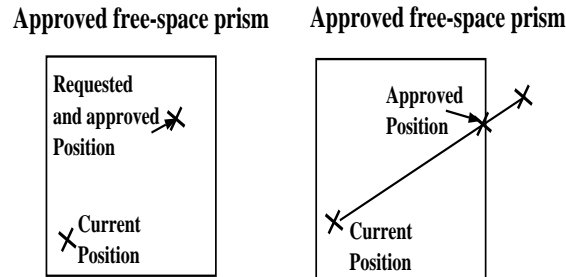 Approved free-space prism
Requested
and approved
Position
Current
Position
Approved free-space prism
Approved
Position
Current
Position